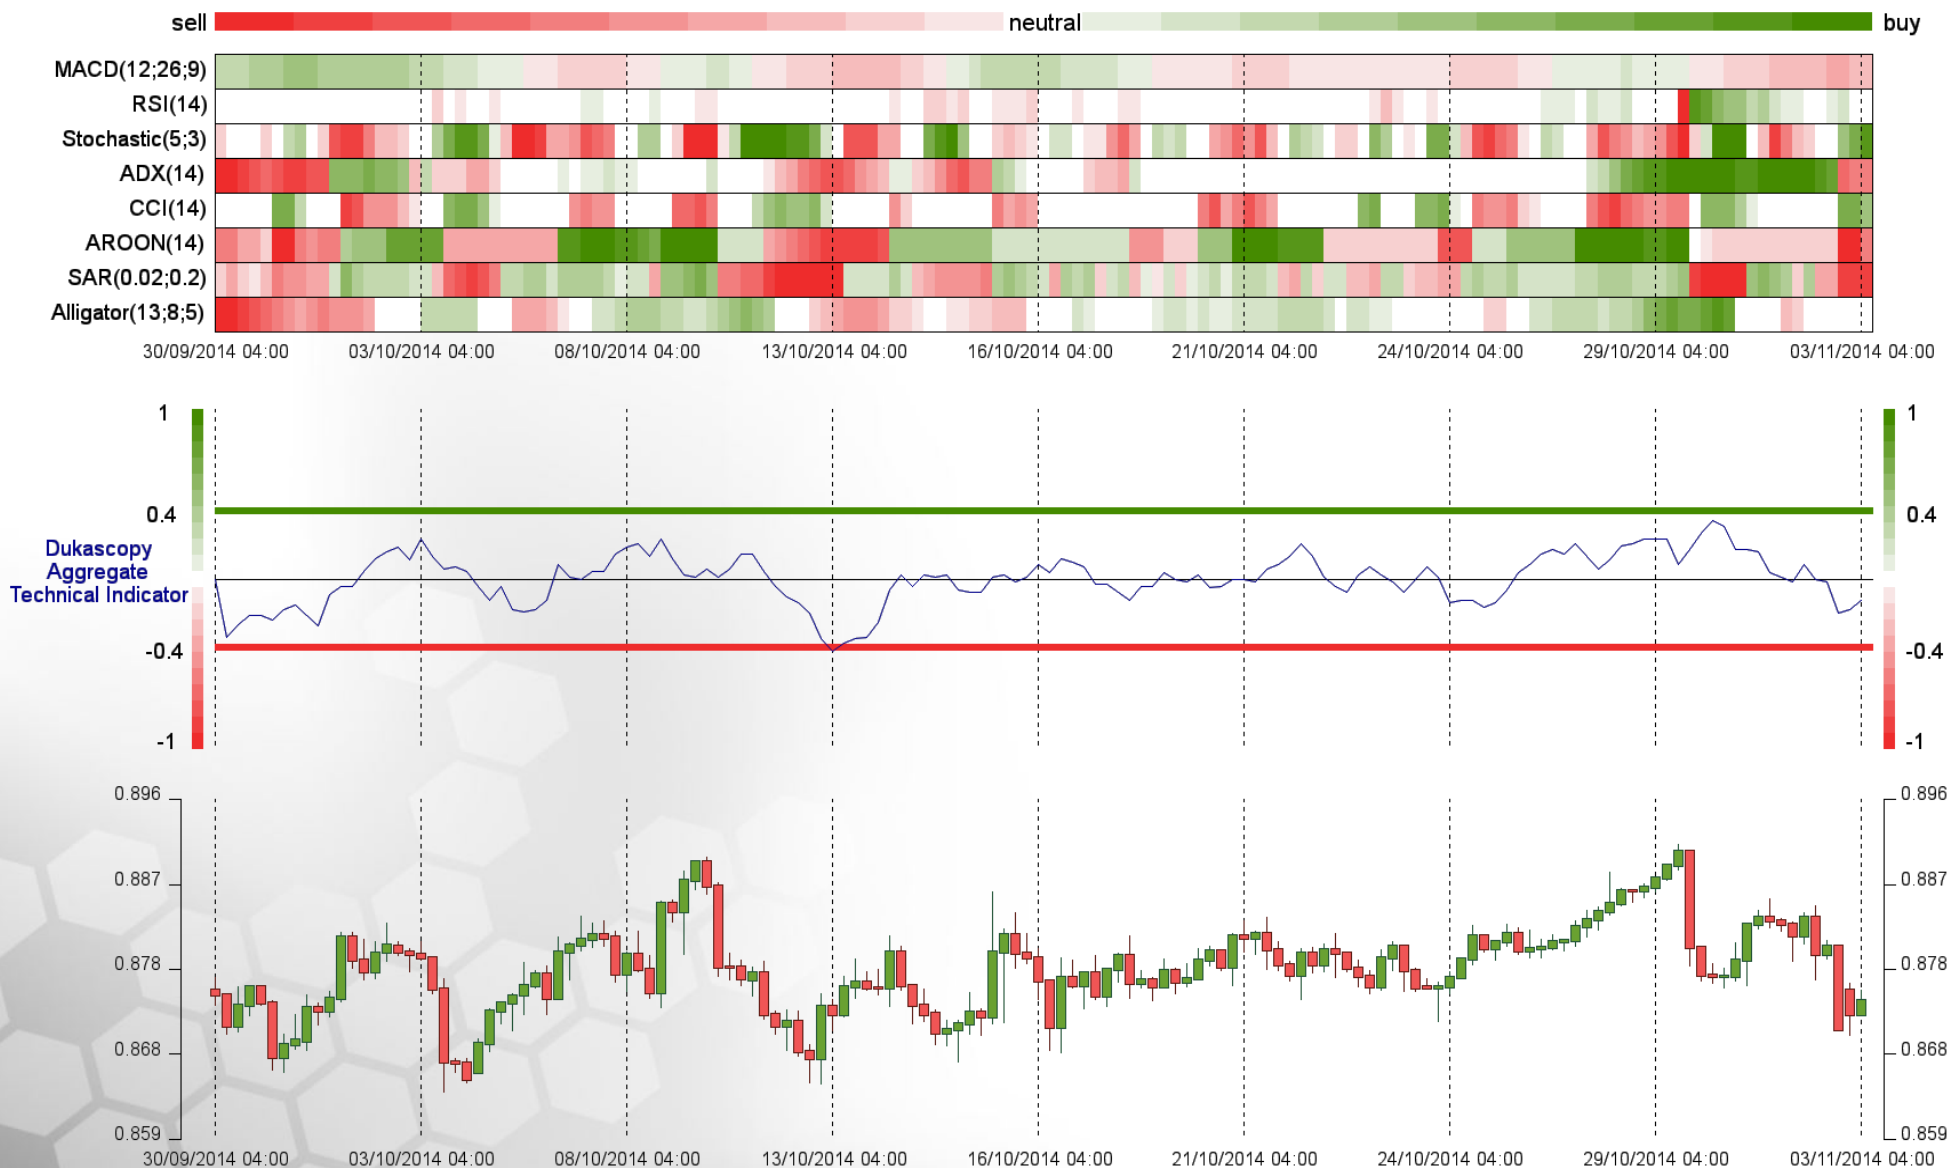 sell neutral buy
MACD(12;26;9)
RSI(14)
Stochastic(5;3)
ADX(14)
CCI(14)
AROON(14)
SAR(0.02;0.2)
Alligator(13;8;5)
30/09/2014 04:00 03/10/2014 04:00 08/10/2014 04:00 13/10/2014 04:00 16/10/2014 04:00 21/10/2014 04:00 24/10/2014 04:00 29/10/2014 04:00 03/11/2014 04:00
1 1
0.4 0.4
Dukascopy
Aggregate
Technical Indicator
-0.4 -0.4
-1 -1
0.896 0.896
0.887 0.887
0.878 0.878
0.868 0.868
0.859 0.859
30/09/2014 04:00 03/10/2014 04:00 08/10/2014 04:00 13/10/2014 04:00 16/10/2014 04:00 21/10/2014 04:00 24/10/2014 04:00 29/10/2014 04:00 03/11/2014 04:00